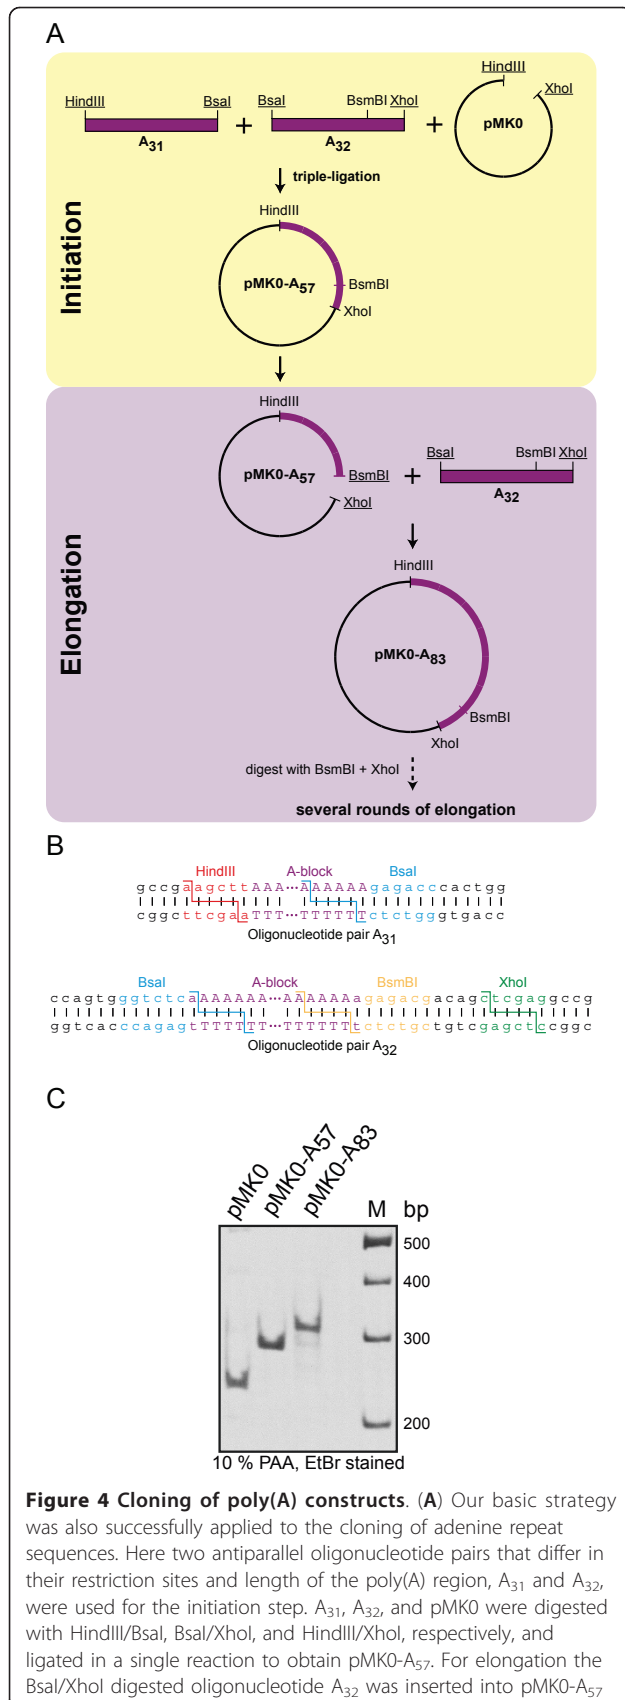 A
HindIII BsaI BsaI BsmBI XhoI HindIII XhoI
A31 + A32 + pMK0
triple-ligation
HindIII
pMK0-A57
BsmBI
XhoI
Initiation
HindIII
pMK0-A57
BsmBI
XhoI
+
BsaI BsmBI XhoI
A32
HindIII
pMK0-A83
BsmBI
XhoI
Elongation
digest with BsmBI + XhoI
several rounds of elongation
B
HindIII A-block BsaI
gccgaagcttAAA···AAAAAAgagacccactgg
cggcttcgaaTTT···TTTTTTctctgggtgacc
Oligonucleotide pair A31
BsaI A-block BsmBI XhoI
ccagtgggtctcaAAAAAA···AAAAAAagagacgacagctcgaggccg
ggtcacccagagtTTTTTT···TTTTTTtctctgctgtcgagctccggc
Oligonucleotide pair A32
C
pMK0 pMK0-A57 pMK0-A83 M bp
500
400
300
200
10 % PAA, EtBr stained
Figure 4 Cloning of poly(A) constructs. (A) Our basic strategy
was also successfully applied to the cloning of adenine repeat
sequences. Here two antiparallel oligonucleotide pairs that differ in
their restriction sites and length of the poly(A) region, A31 and A32,
were used for the initiation step. A31, A32, and pMK0 were digested
with HindIII/BsaI, BsaI/XhoI, and HindIII/XhoI, respectively, and
ligated in a single reaction to obtain pMK0-A57. For elongation the
BsaI/XhoI digested oligonucleotide A32 was inserted into pMK0-A57